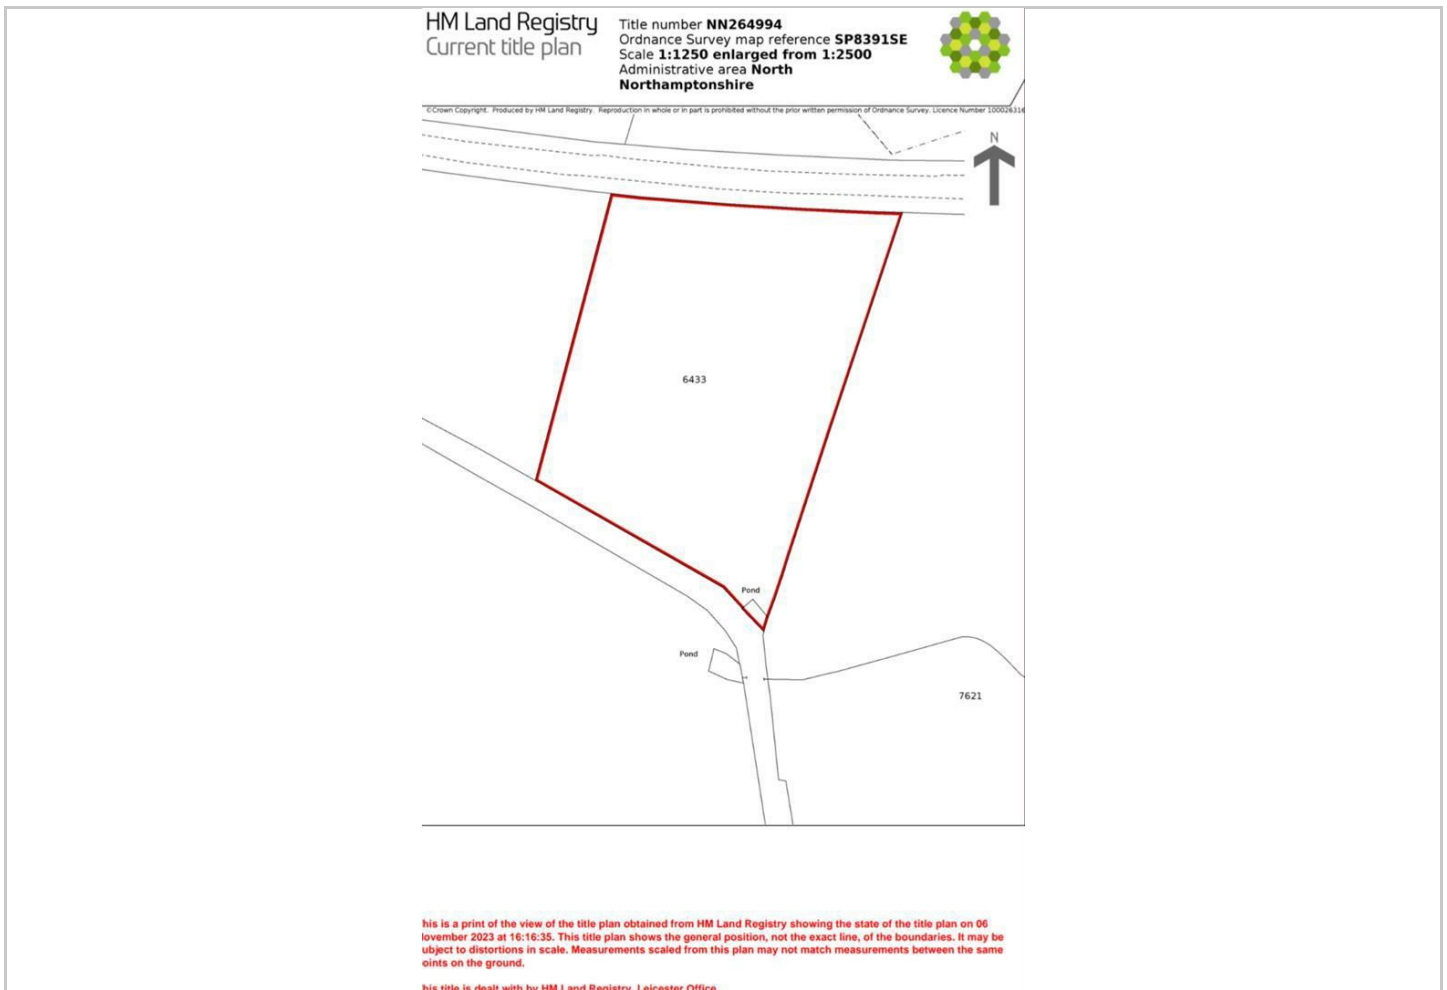 HM Land Registry
Current title plan
Title number NN264994
Ordnance Survey map reference SP8391SE
Scale 1:1250 enlarged from 1:2500
Administrative area North
Northamptonshire
©Crown Copyright. Produced by HM Land Registry. Reproduction in whole or in part is prohibited without the prior written permission of Ordnance Survey. Licence Number 100026316
N
6433
Pond
Pond
7621
his is a print of the view of the title plan obtained from HM Land Registry showing the state of the title plan on 06
ovember 2023 at 16:16:35. This title plan shows the general position, not the exact line, of the boundaries. It may be
ubject to distortions in scale. Measurements scaled from this plan may not match measurements between the same
oints on the ground.
his title is dealt with by HM Land Registry, Leicester Office.